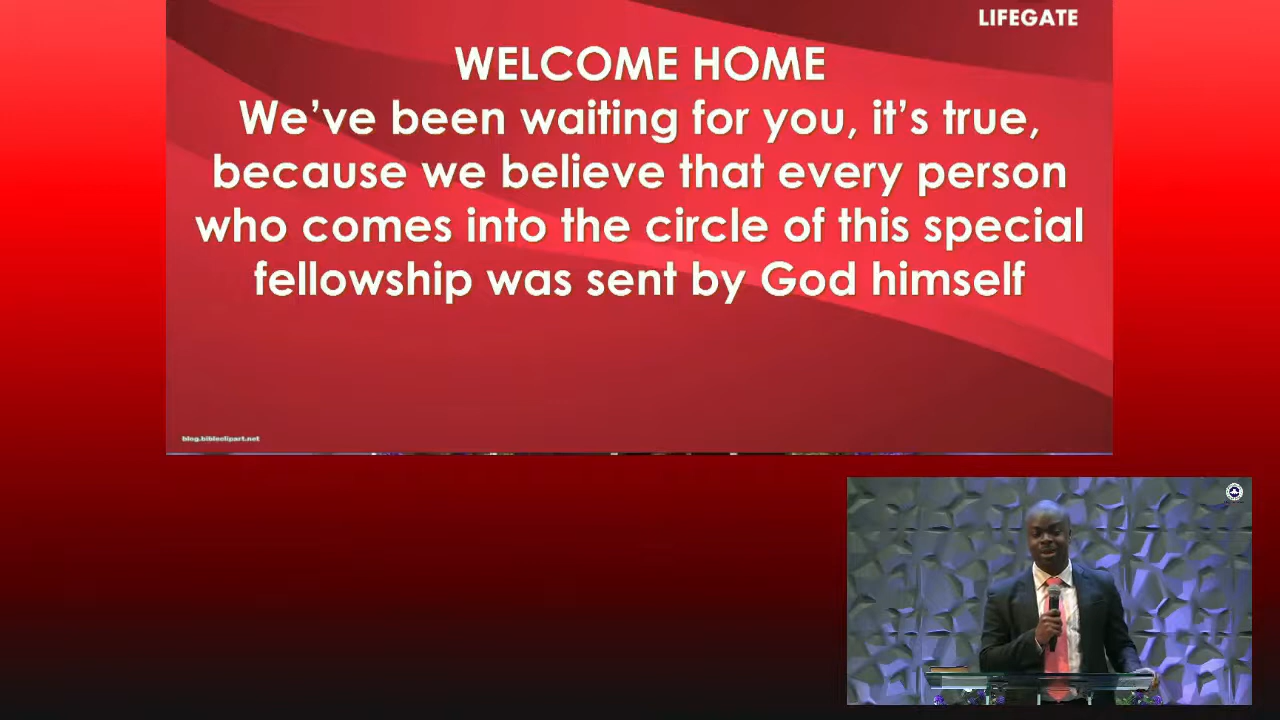 LIFEGATE
WELCOME HOME
We’ve been waiting for you, it’s true,
because we believe that every person
who comes into the circle of this special
fellowship was sent by God himself
blog.bibleclipart.net